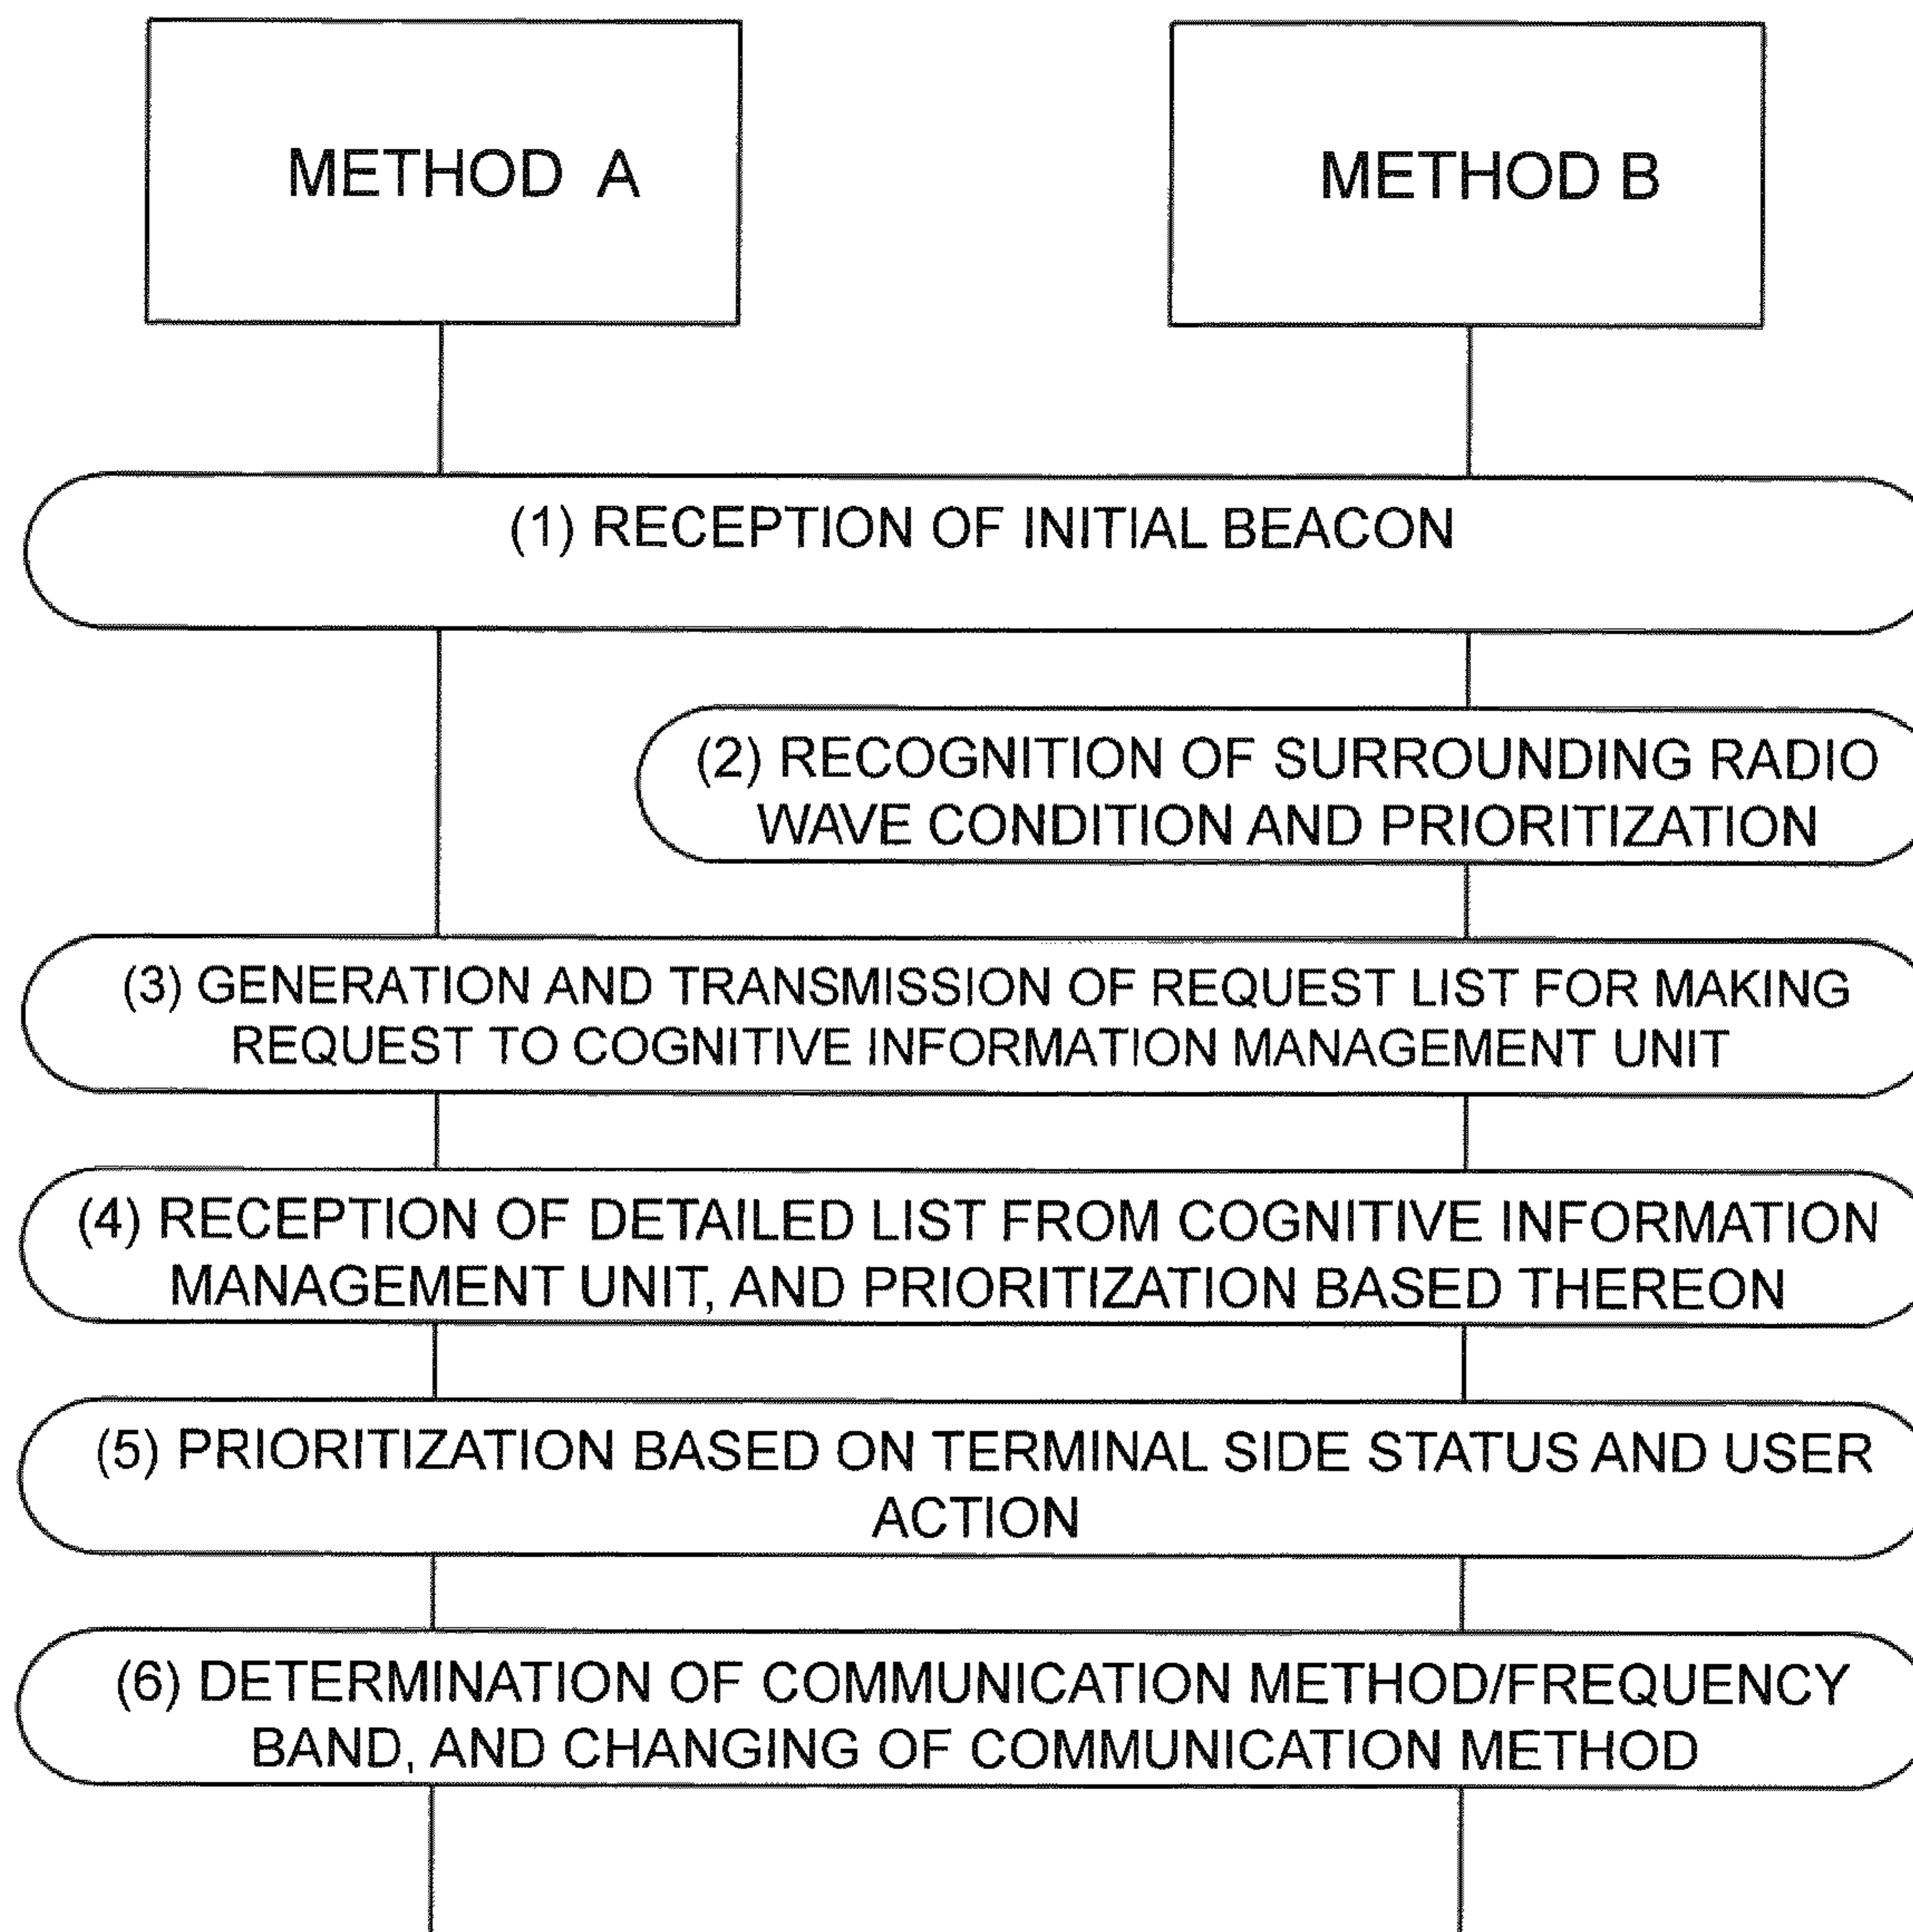 METHOD A
METHOD B
(1) RECEPTION OF INITIAL BEACON
(2) RECOGNITION OF SURROUNDING RADIO
WAVE CONDITION AND PRIORITIZATION
(3) GENERATION AND TRANSMISSION OF REQUEST LIST FOR MAKING
REQUEST TO COGNITIVE INFORMATION MANAGEMENT UNIT
(4) RECEPTION OF DETAILED LIST FROM COGNITIVE INFORMATION
MANAGEMENT UNIT, AND PRIORITIZATION BASED THEREON
(5) PRIORITIZATION BASED ON TERMINAL SIDE STATUS AND USER
ACTION
(6) DETERMINATION OF COMMUNICATION METHOD/FREQUENCY
BAND, AND CHANGING OF COMMUNICATION METHOD